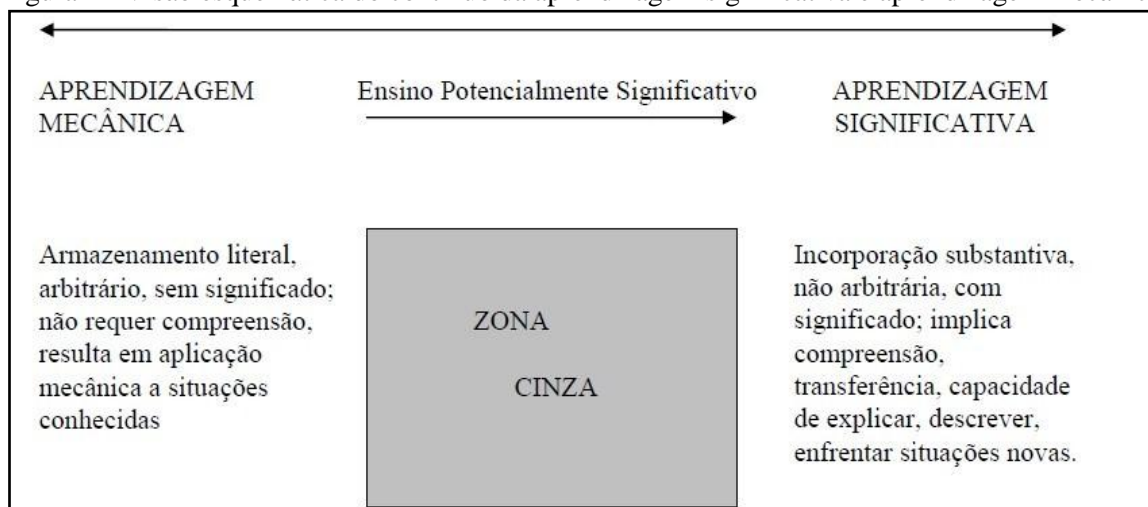 APRENDIZAGEM
MECÂNICA
Ensino Potencialmente Significativo
APRENDIZAGEM
SIGNIFICATIVA
Armazenamento literal,
arbitrário, sem significado;
não requer compreensão,
resulta em aplicação
mecânica a situações
conhecidas
ZONA
CINZA
Incorporação substantiva,
não arbitrária, com
significado; implica
compreensão,
transferência, capacidade
de explicar, descrever,
enfrentar situações novas.